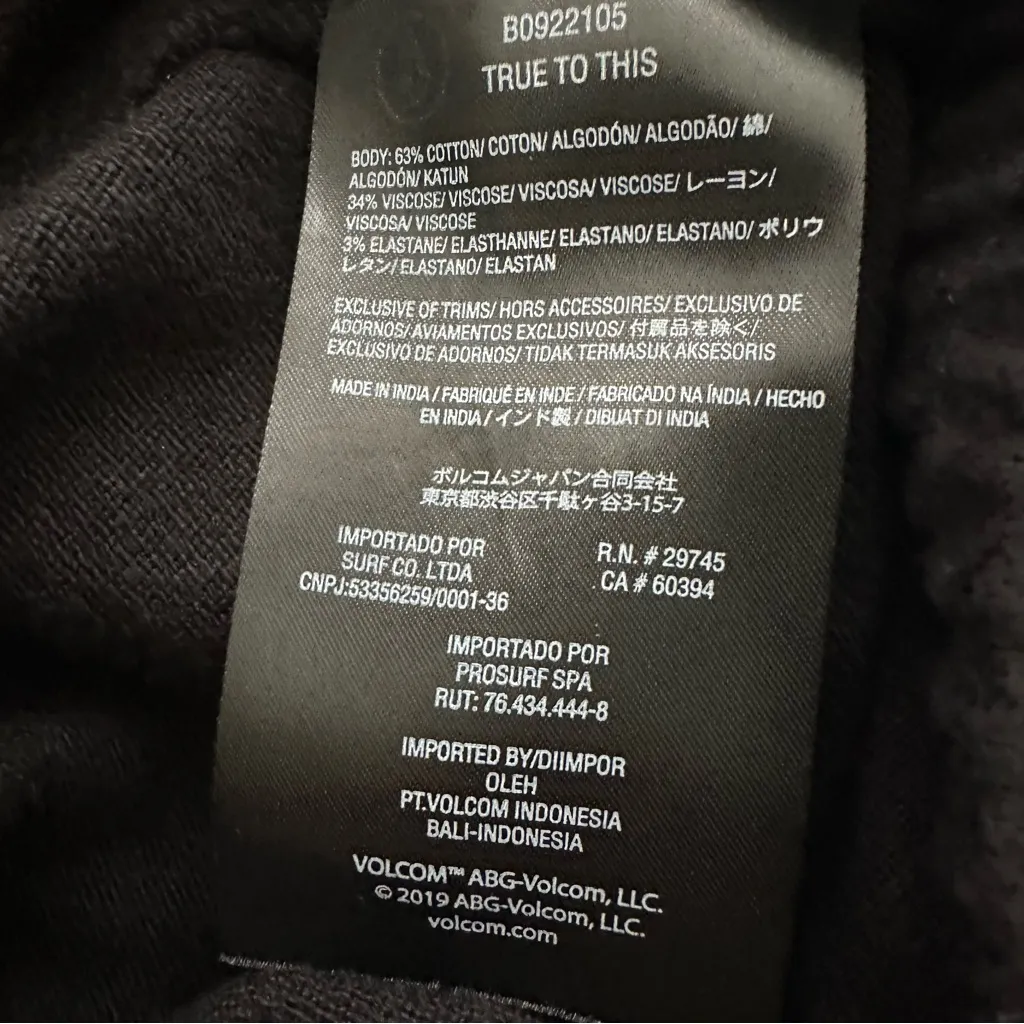 B0922105
TRUE TO THIS
BODY: 63% COTTON/ COTON/ ALGODÓN/ ALGODÃO/ 綿/
ALGODÓN/ KATUN
34% VISCOSE/ VISCOSE/ VISCOSA/ VISCOSE/ レーヨン/
VISCOSA/ VISCOSE
3% ELASTANE/ ELASTHANNE/ ELASTANO/ ELASTANO/ ポリウ
レタン/ ELASTANO/ ELASTAN
EXCLUSIVE OF TRIMS/ HORS ACCESSOIRES/ EXCLUSIVO DE
ADORNOS/ AVIAMENTOS EXCLUSIVOS/ 付属品を除く/
EXCLUSIVO DE ADORNOS/ TIDAK TERMASUK AKSESORIS
MADE IN INDIA / FABRIQUÉ EN INDE / FABRICADO NA ÍNDIA / HECHO
EN INDIA / インド製 / DIBUAT DI INDIA
ボルコムジャパン合同会社
東京都渋谷区千駄ヶ谷3-15-7
IMPORTADO POR
SURF CO. LTDA
CNPJ:53356259/0001-36
R.N. # 29745
CA # 60394
IMPORTADO POR
PROSURF SPA
RUT: 76.434.444-8
IMPORTED BY/DIIMPOR
OLEH
PT.VOLCOM INDONESIA
BALI-INDONESIA
VOLCOM™ ABG-Volcom, LLC.
© 2019 ABG-Volcom, LLC.
volcom.com